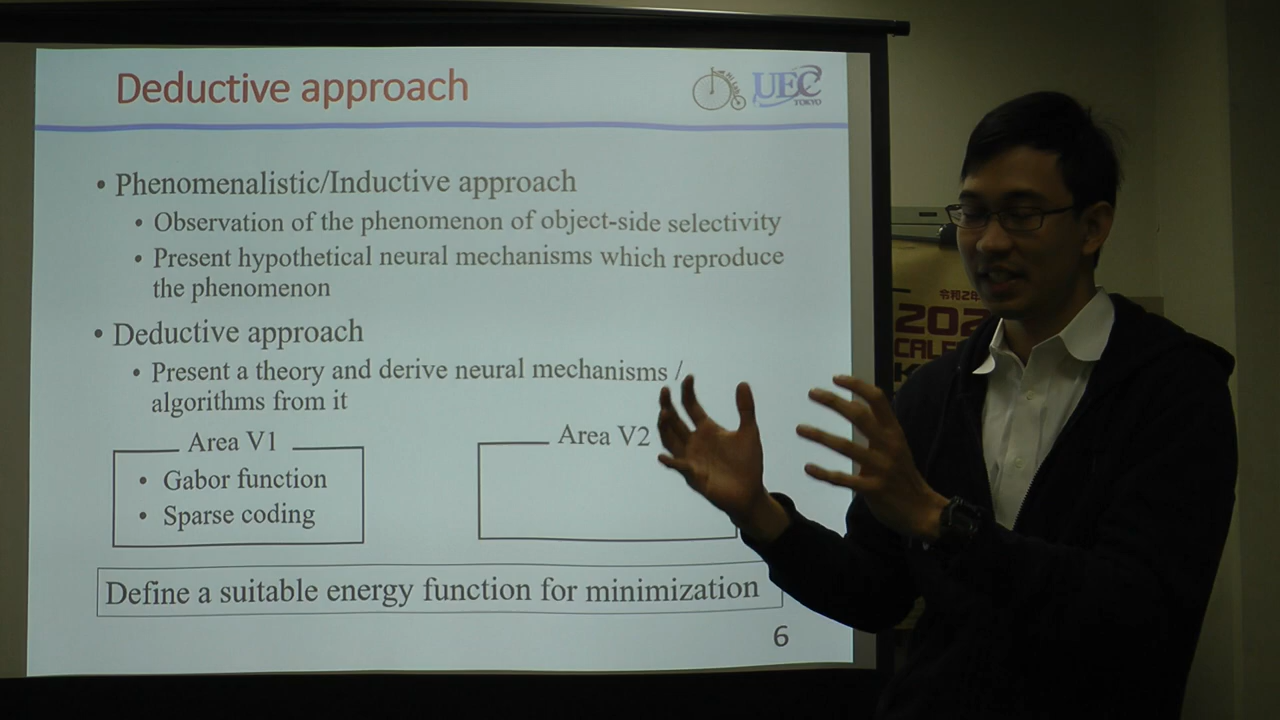 Deductive approach
UEC
TOKYO
• Phenomenalistic/Inductive approach
• Observation of the phenomenon of object-side selectivity
• Present hypothetical neural mechanisms which reproduce
the phenomenon
• Deductive approach
• Present a theory and derive neural mechanisms /
algorithms from it
Area V1
• Gabor function
• Sparse coding
Area V2
Define a suitable energy function for minimization
6
令和2年
202
CALE
K